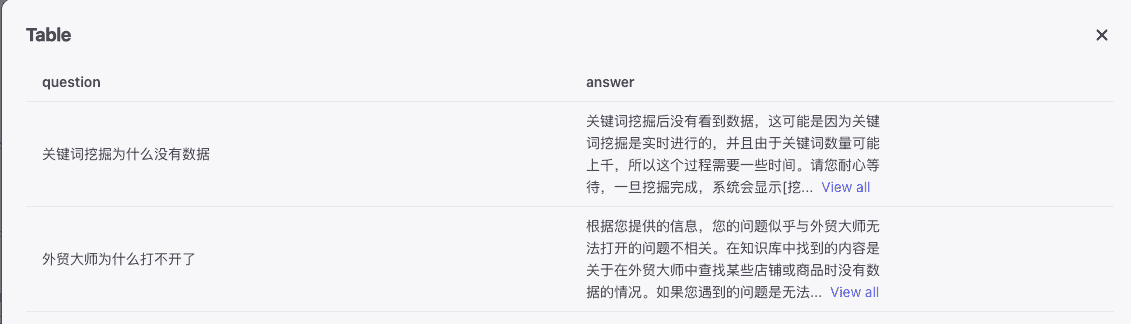 Table
×
question
answer
关键词挖掘为什么没有数据
关键词挖掘后没有看到数据，这可能是因为关键
词挖掘是实时进行的，并且由于关键词数量可能
上千，所以这个过程需要一些时间。请您耐心等
待，一旦挖掘完成，系统会显示[挖... View all
外贸大师为什么打不开了
根据您提供的信息，您的问题似乎与外贸大师无
法打开的问题不相关。在知识库中找到的内容是
关于在外贸大师中查找某些店铺或商品时没有数
据的情况。如果您遇到的问题是无法... View all